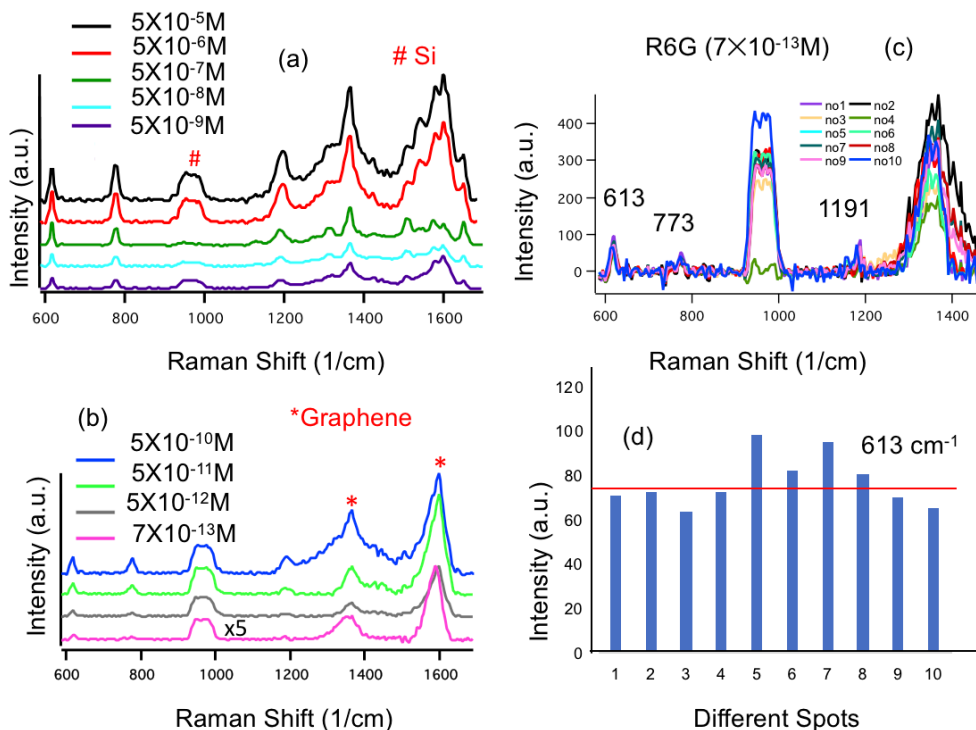 5X10⁻⁵M
5X10⁻⁶M
5X10⁻⁷M
5X10⁻⁸M
5X10⁻⁹M
(a)
# Si
#
Intensity (a.u.)
600 800 1000 1200 1400 1600
Raman Shift (1/cm)
R6G (7×10⁻¹³M) (c)
no1 no2
no3 no4
no5 no6
no7 no8
no9 no10
613
773
1191
Intensity (a.u.)
400
300
200
100
0
600 800 1000 1200 1400
Raman Shift (1/cm)
(b)
*Graphene
5X10⁻¹⁰M
5X10⁻¹¹M
5X10⁻¹²M
7X10⁻¹³M
*
*
x5
Intensity (a.u.)
600 800 1000 1200 1400 1600
Raman Shift (1/cm)
(d)
613 cm⁻¹
Intensity (a.u.)
120
100
80
60
40
20
0
1 2 3 4 5 6 7 8 9 10
Different Spots